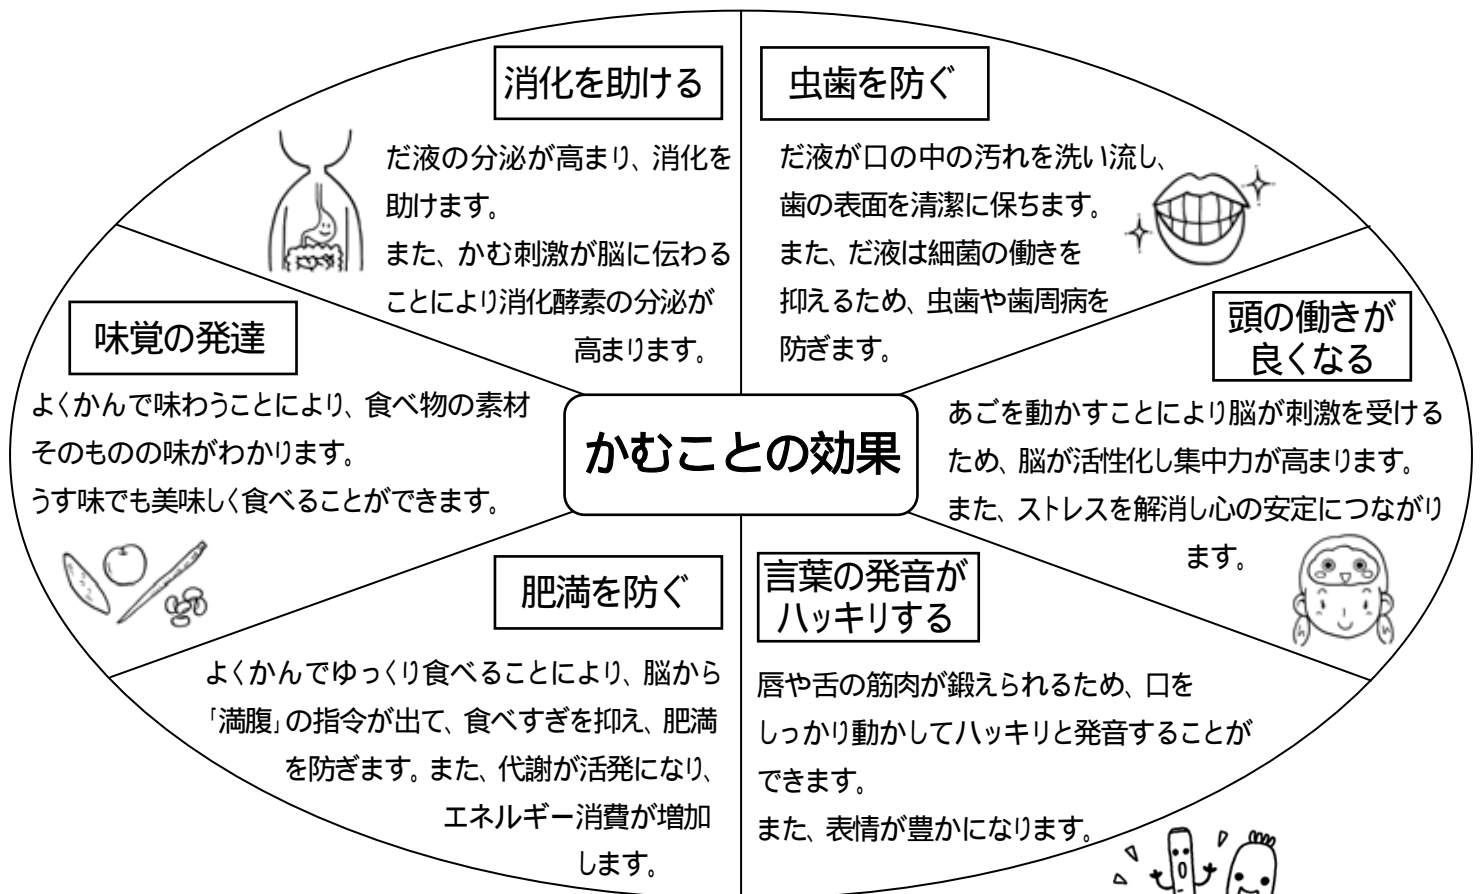 消化を助ける
だ液の分泌が高まり、消化を
助けます。
また、かむ刺激が脳に伝わる
ことにより消化酵素の分泌が
高まります。
虫歯を防ぐ
だ液が口の中の汚れを洗い流し、
歯の表面を清潔に保ちます。
また、だ液は細菌の働きを
抑えるため、虫歯や歯周病を
防ぎます。
味覚の発達
よくかんで味わうことにより、食べ物の素材
そのものの味がわかります。
うす味でも美味しく食べることができます。
かむことの効果
頭の働きが
良くなる
あごを動かすことにより脳が刺激を受ける
ため、脳が活性化し集中力が高まります。
また、ストレスを解消し心の安定につながり
ます。
肥満を防ぐ
よくかんでゆっくり食べることにより、脳から
「満腹」の指令が出て、食べすぎを抑え、肥満
を防ぎます。また、代謝が活発になり、
エネルギー消費が増加
します。
言葉の発音が
ハッキリする
唇や舌の筋肉が鍛えられるため、口を
しっかり動かしてハッキリと発音することが
できます。
また、表情が豊かになります。